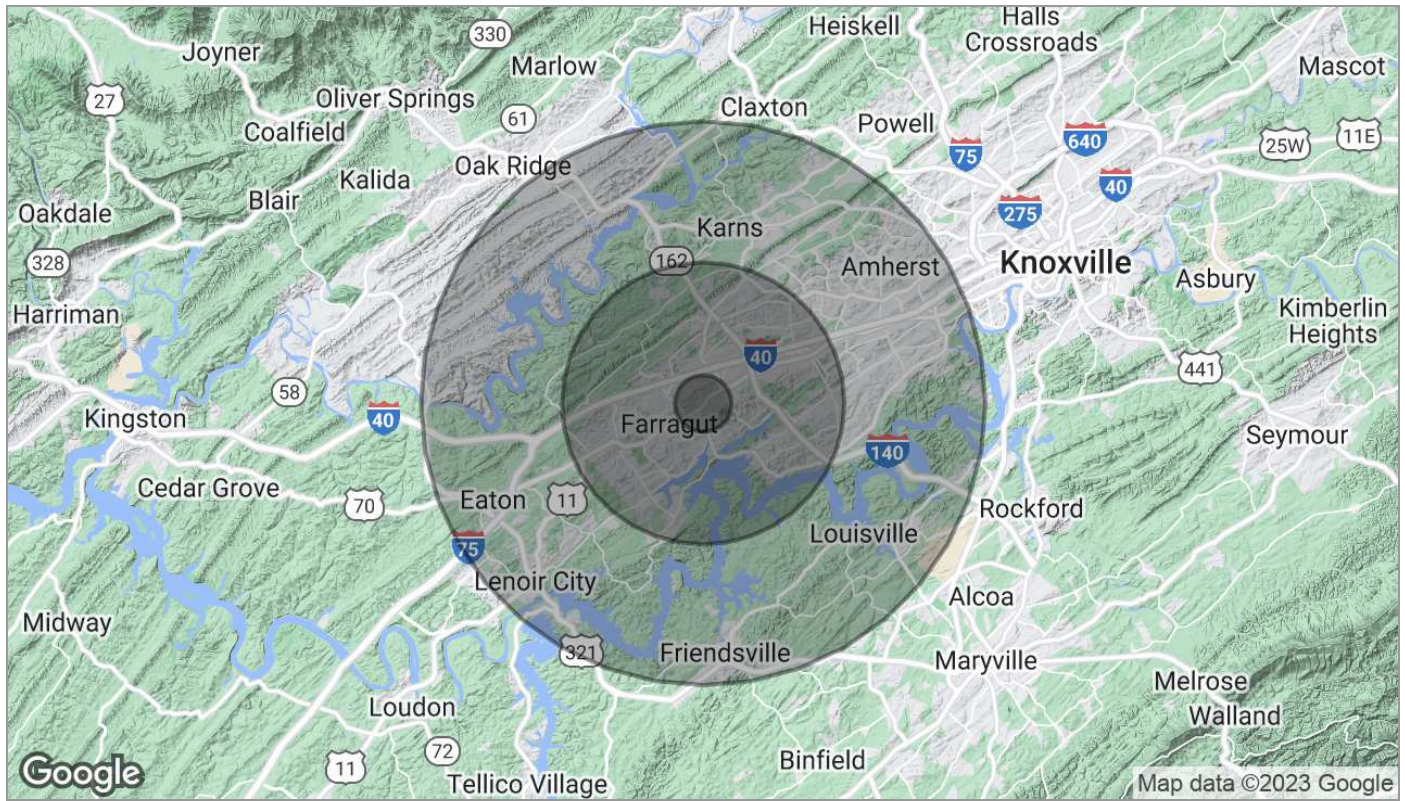 Joyner
330
Heiskell
Halls
Crossroads
Marlow
Mascot
27
Oliver Springs
Claxton
61
Coalfield
Powell
640
75
25W
11E
Oak Ridge
Kalida
40
Blair
Oakdale
275
Karns
328
162
Amherst
Knoxville
Asbury
Harriman
Kimberlin
Heights
40
441
58
Kingston
40
Farragut
Seymour
140
Cedar Grove
Eaton
11
70
Rockford
Louisville
75
Lenoir City
Alcoa
Midway
321
Friendsville
Maryville
Melrose
Loudon
Walland
72
Binfield
11
Google
Tellico Village
Map data ©2023 Google